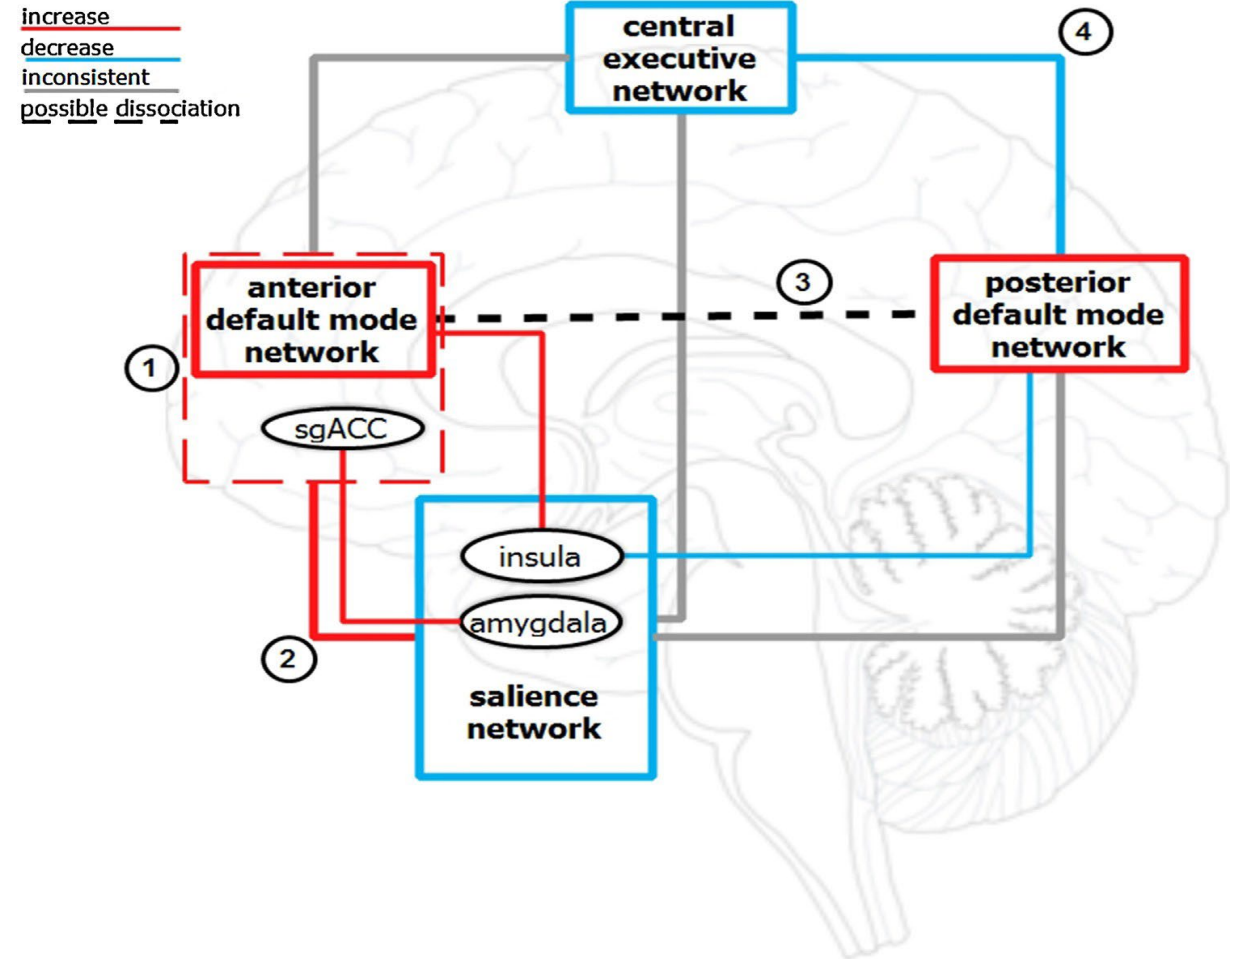 increase
decrease
inconsistent
possible dissociation
central
executive
network
4
3
anterior
default mode
network
posterior
default mode
network
1
sgACC
insula
amygdala
2
salience
network